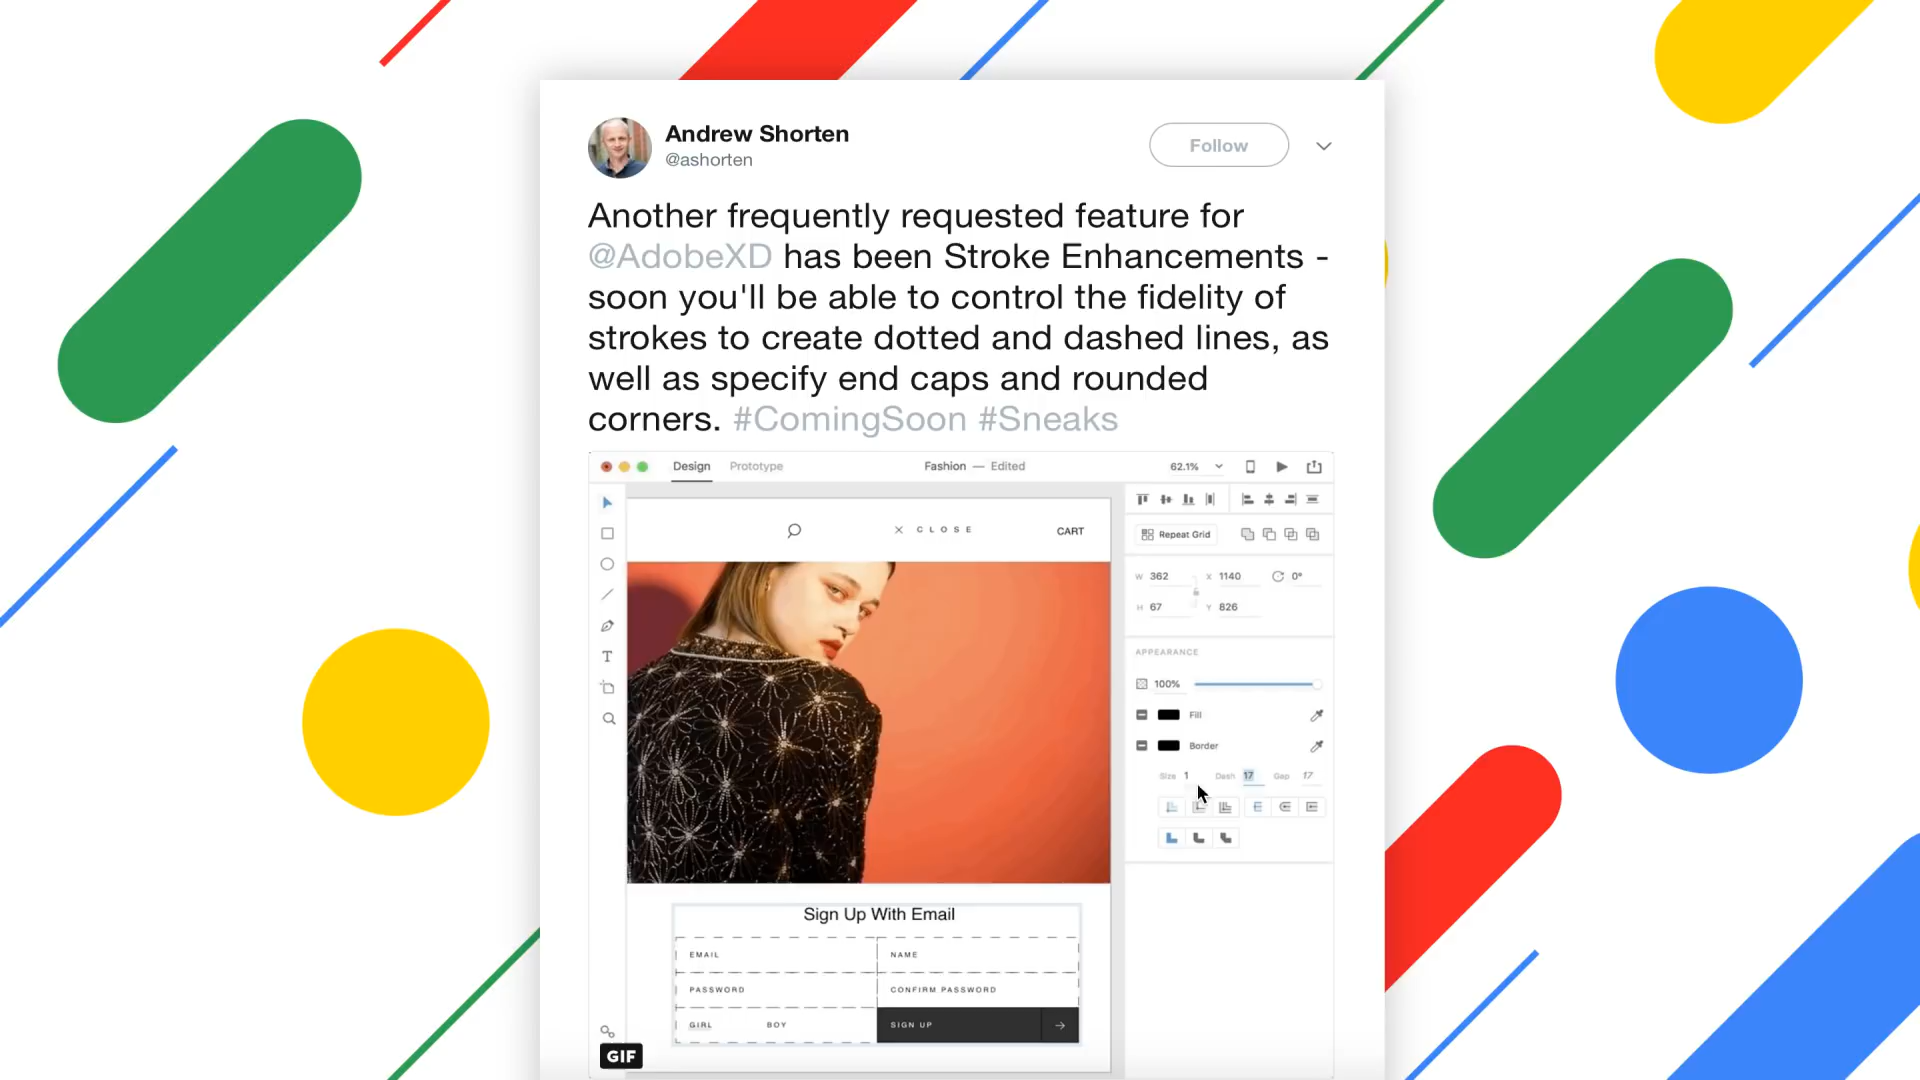 Andrew Shorten
@ashorten
Follow
Another frequently requested feature for
@AdobeXD has been Stroke Enhancements -
soon you'll be able to control the fidelity of
strokes to create dotted and dashed lines, as
well as specify end caps and rounded
corners. #ComingSoon #Sneaks
Design Prototype Fashion — Edited 62.1%
CLOSE CART
Repeat Grid
W 362 X 1140 0°
H 67 Y 826
APPEARANCE
100%
Fill
Border
Size 1 Dash 17 Gap 17
Sign Up With Email
EMAIL NAME
PASSWORD CONFIRM PASSWORD
GIRL BOY SIGN UP
GIF